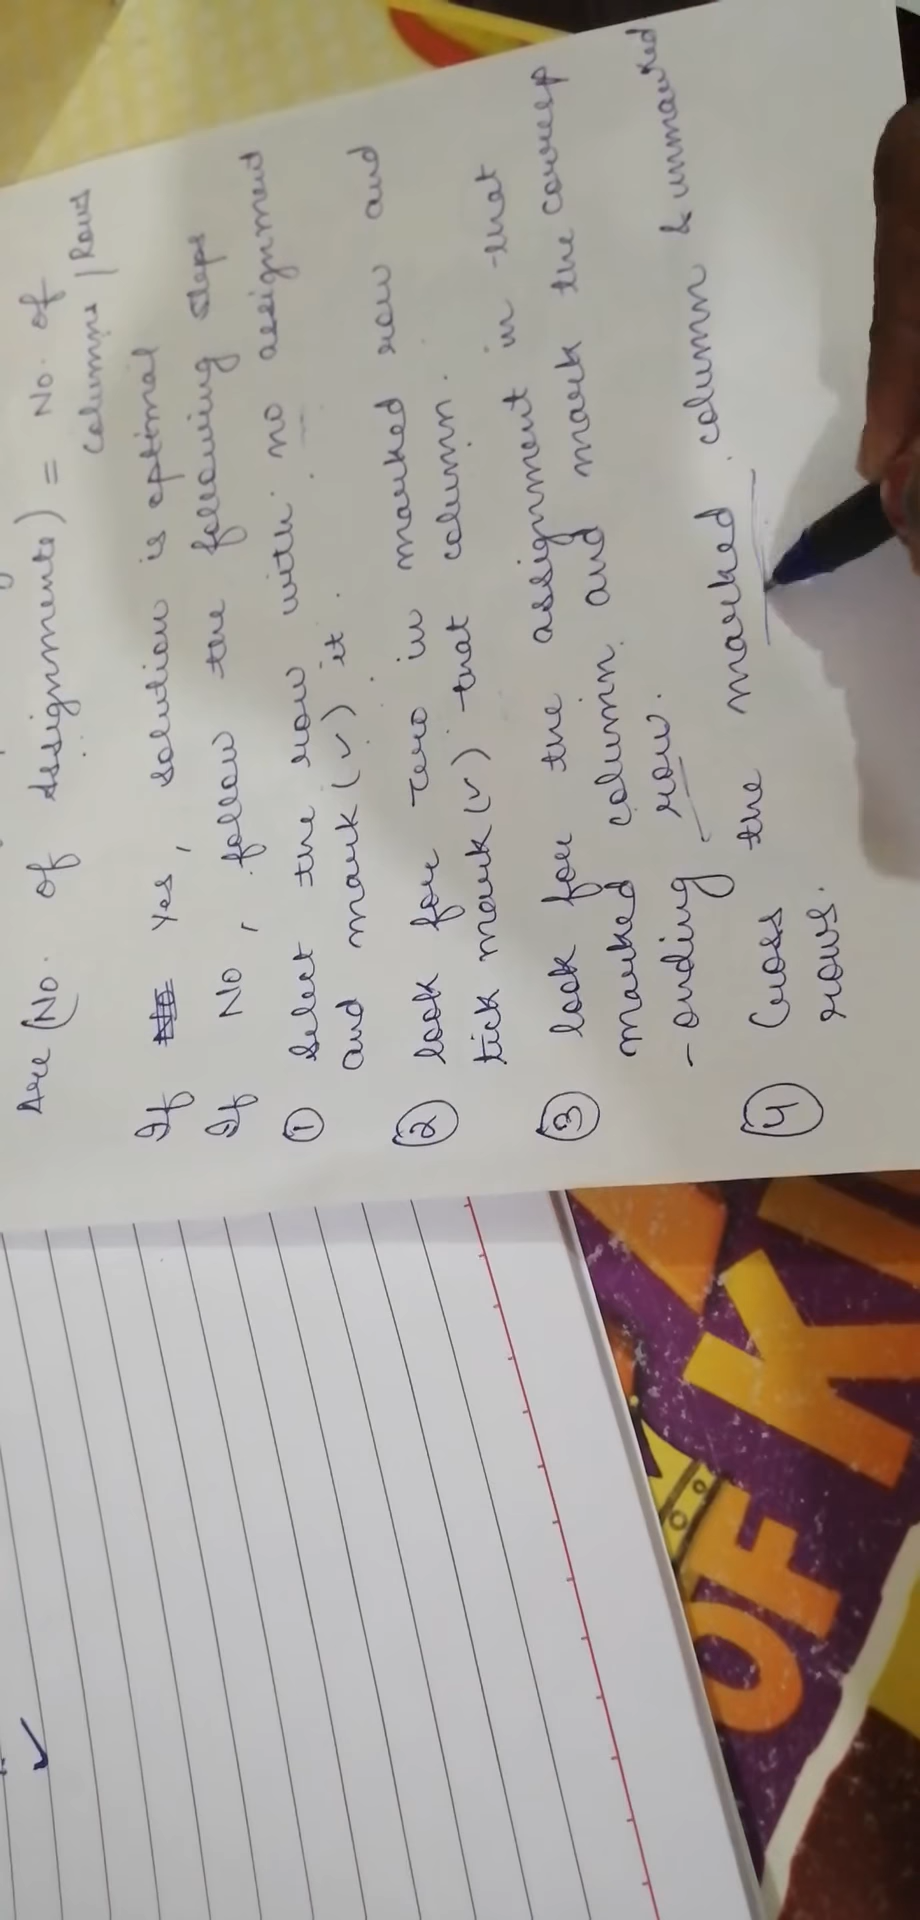 Are (No. of assignments) = No. of
columns / Rows
If Yes, solution is optimal
If No, follow the following steps
① Select the row with no assignment
and mark (✓) it.
② look for zero in marked row and
tick mark (✓) that column.
③ look for the assignment in that
marked column and mark the corresp
-onding row.
④ Cross the marked column & unmarked
rows.
OF